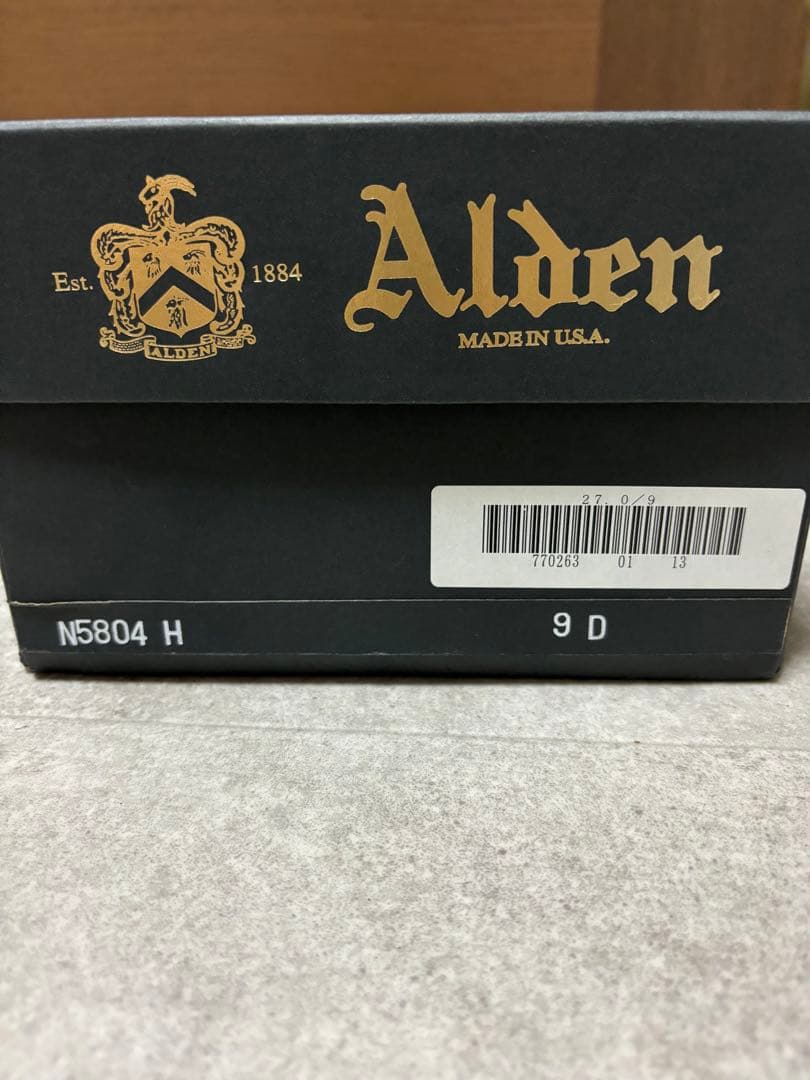 Est. 1884
ALDEN
Alden
MADE IN U.S.A.
27.0/9
770263 01 13
N5804 H 9 D